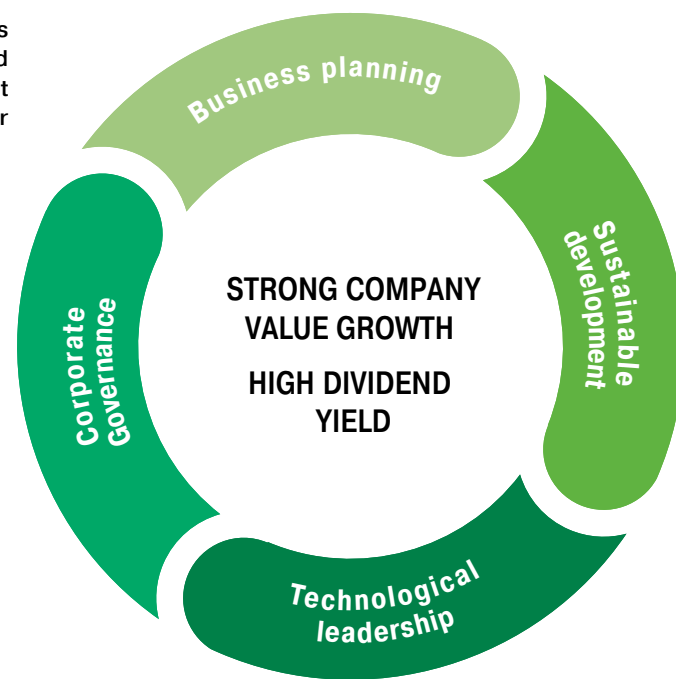 s
d
t
r
Business planning
Sustainable
development
Technological
leadership
Corporate
Governance
STRONG COMPANY
VALUE GROWTH
HIGH DIVIDEND
YIELD